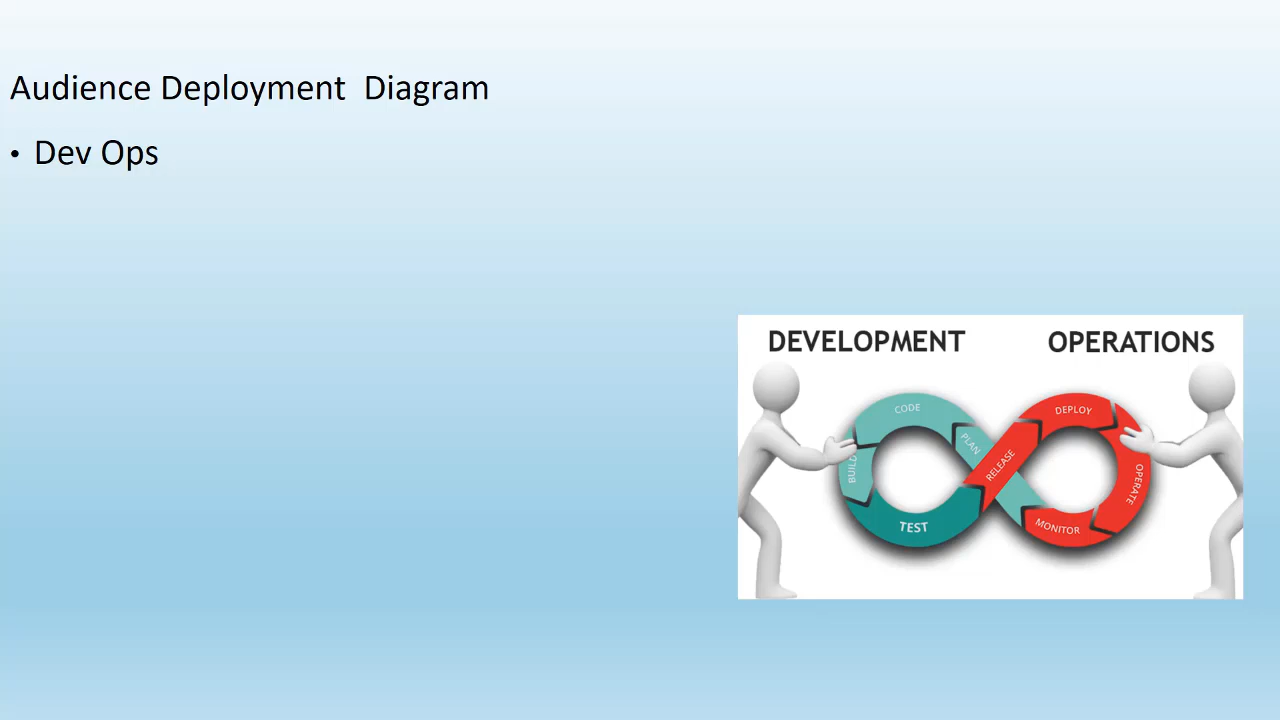 Audience Deployment  Diagram
• Dev Ops
DEVELOPMENT OPERATIONS
CODE
DEPLOY
PLAN
RELEASE
BUILD
OPERATE
TEST
MONITOR